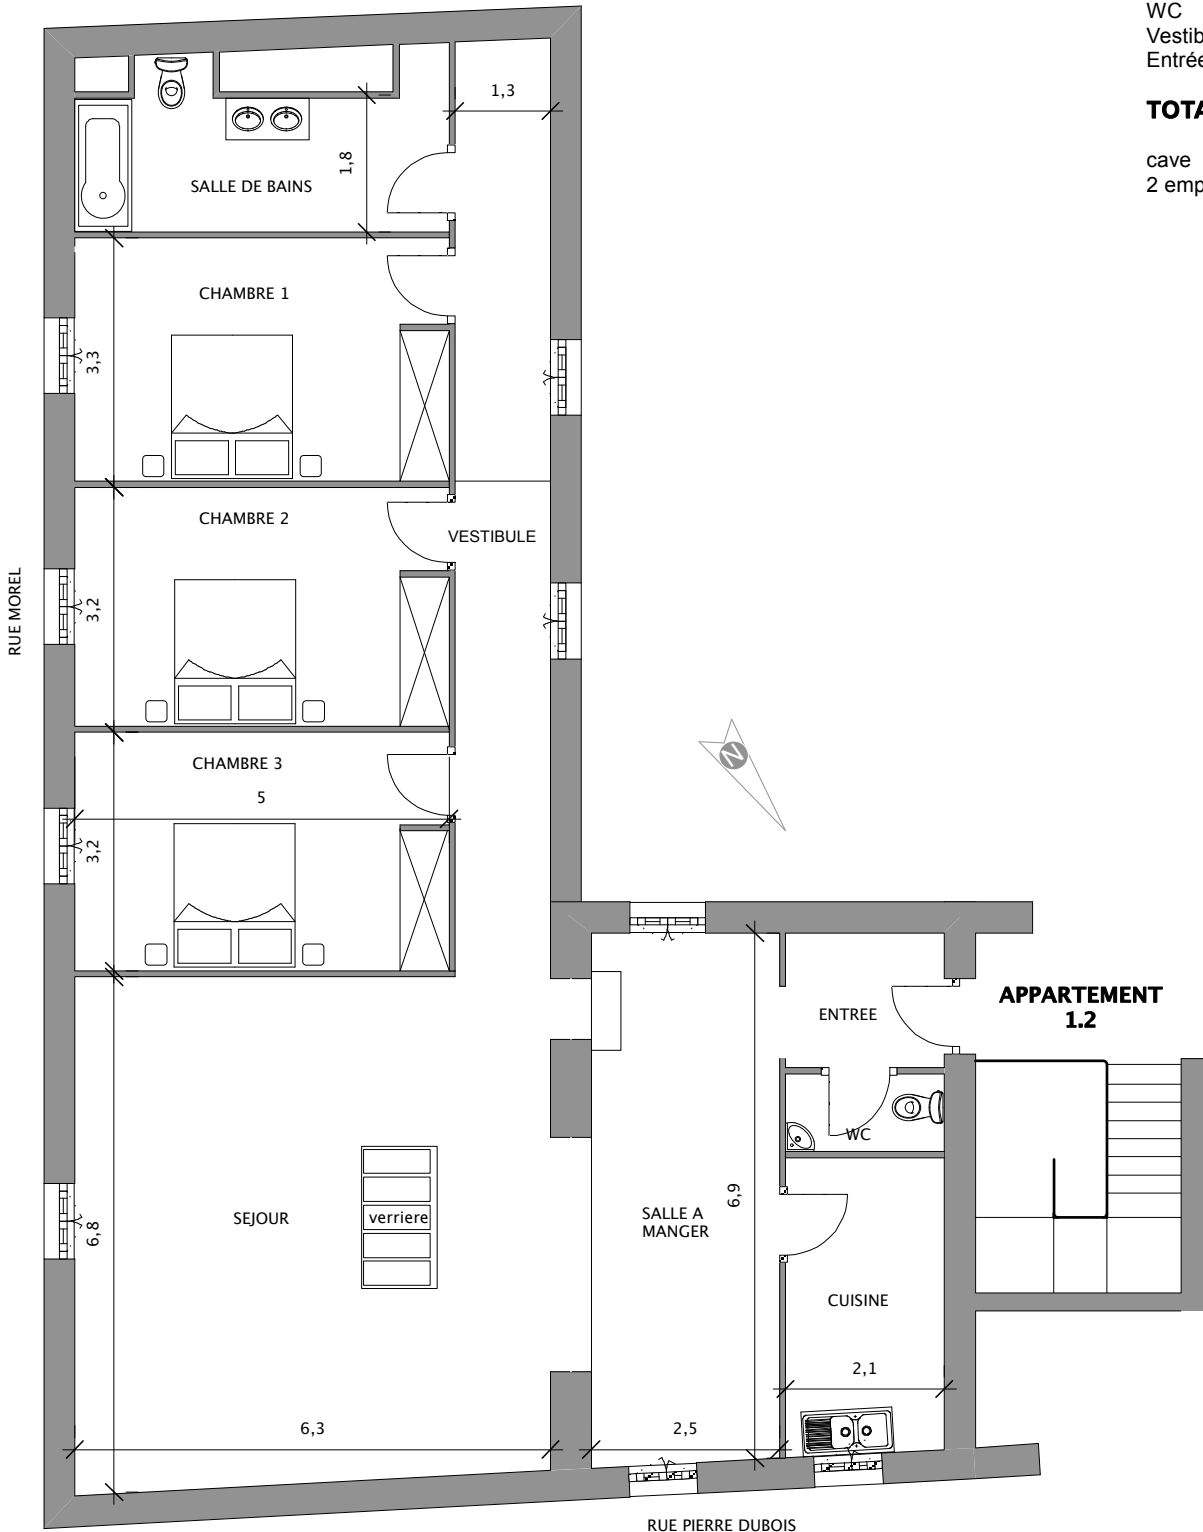 WC
Entrée
TOTA
cave
2 emp
1,3
1,8
SALLE DE BAINS
CHAMBRE 1
3,3
CHAMBRE 2
VESTIBULE
RUE MOREL
3,2
N
CHAMBRE 3
5
3,2
APPARTEMENT
1.2
ENTREE
WC
6,9
SALLE A
MANGER
SEJOUR
verriere
6,8
CUISINE
2,1
6,3
2,5
RUE PIERRE DUBOIS